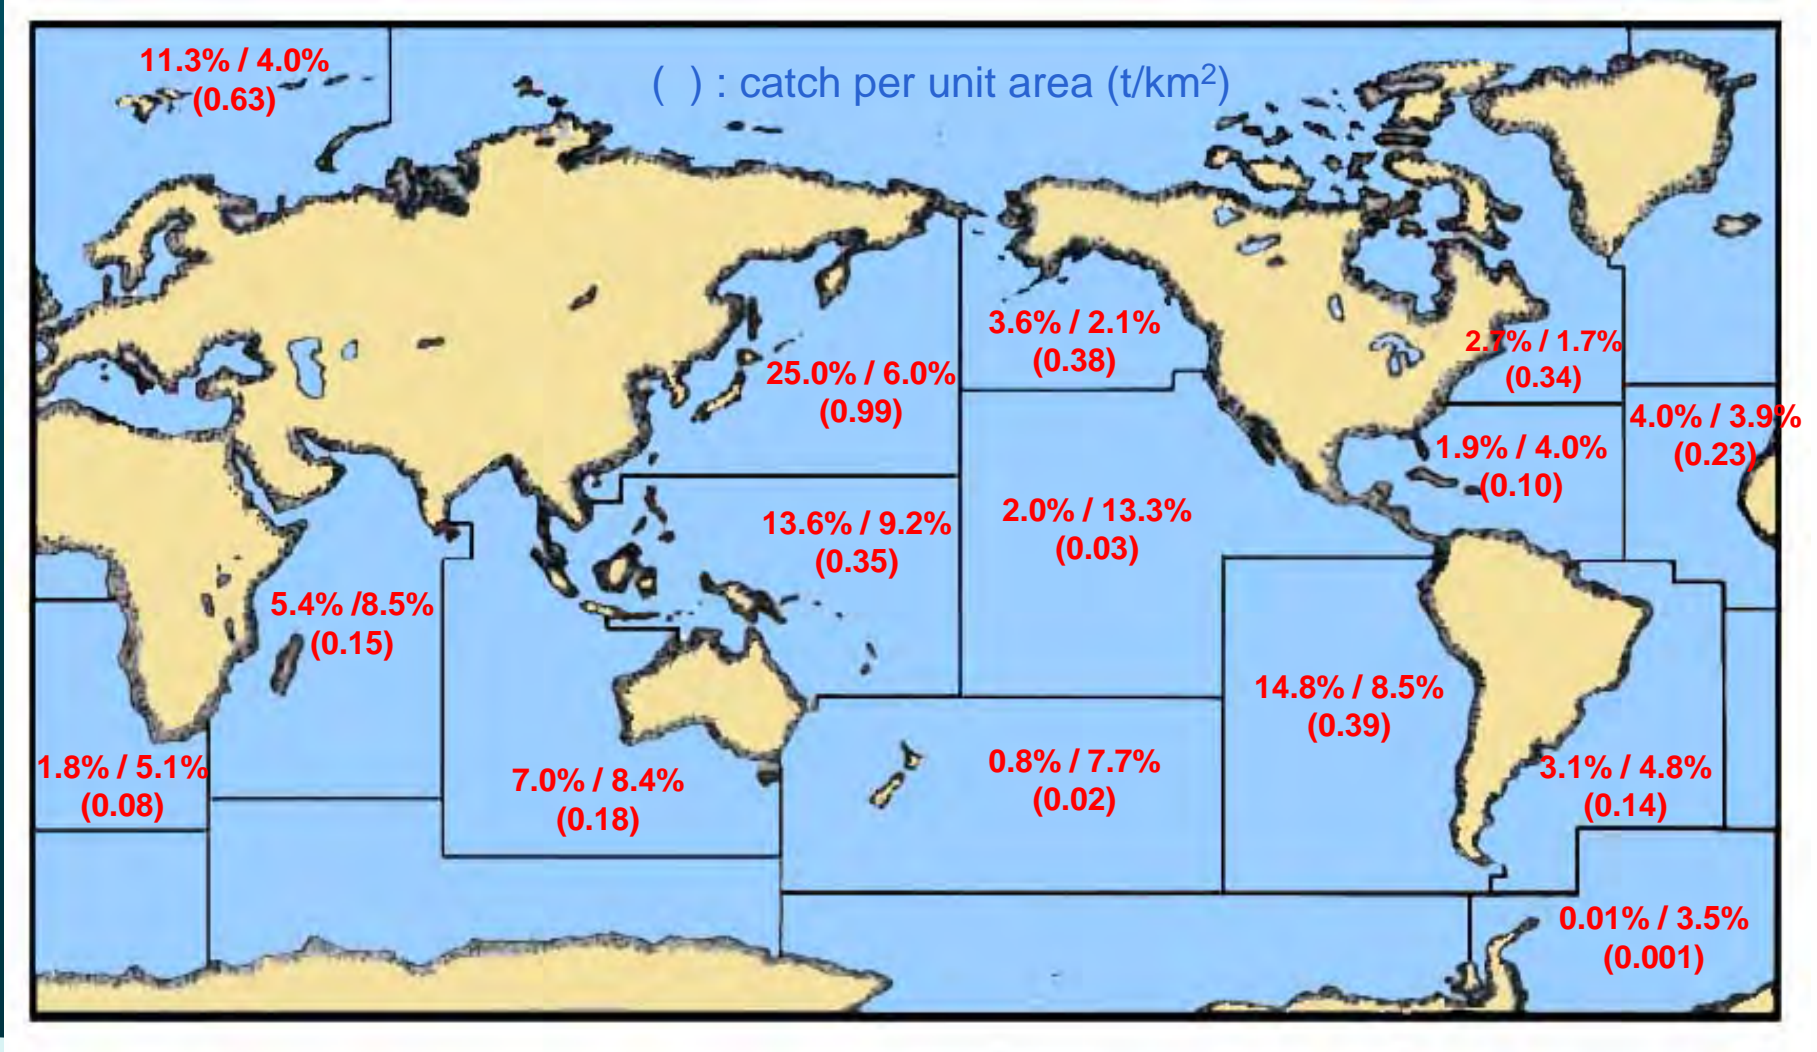 11.3% / 4.0%
(0.63)
( ) : catch per unit area (t/km²)
3.6% / 2.1%
(0.38)
2.7% / 1.7%
(0.34)
25.0% / 6.0%
(0.99)
4.0% / 3.9%
(0.23)
1.9% / 4.0%
(0.10)
13.6% / 9.2%
(0.35)
2.0% / 13.3%
(0.03)
5.4% /8.5%
(0.15)
14.8% / 8.5%
(0.39)
1.8% / 5.1%
(0.08)
7.0% / 8.4%
(0.18)
0.8% / 7.7%
(0.02)
3.1% / 4.8%
(0.14)
0.01% / 3.5%
(0.001)